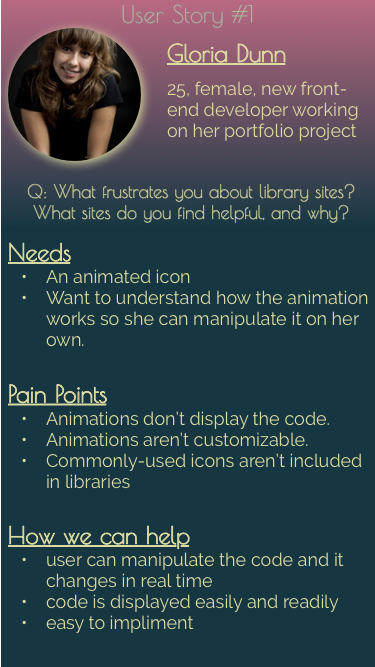 User Story #1
Gloria Dunn
25, female, new front-
end developer working
on her portfolio project
Q: What frustrates you about library sites?
What sites do you find helpful, and why?
Needs
• An animated icon
• Want to understand how the animation
works so she can manipulate it on her
own.
Pain Points
• Animations don't display the code.
• Animations aren't customizable.
• Commonly-used icons aren't included
in libraries
How we can help
• user can manipulate the code and it
changes in real time
• code is displayed easily and readily
• easy to impliment